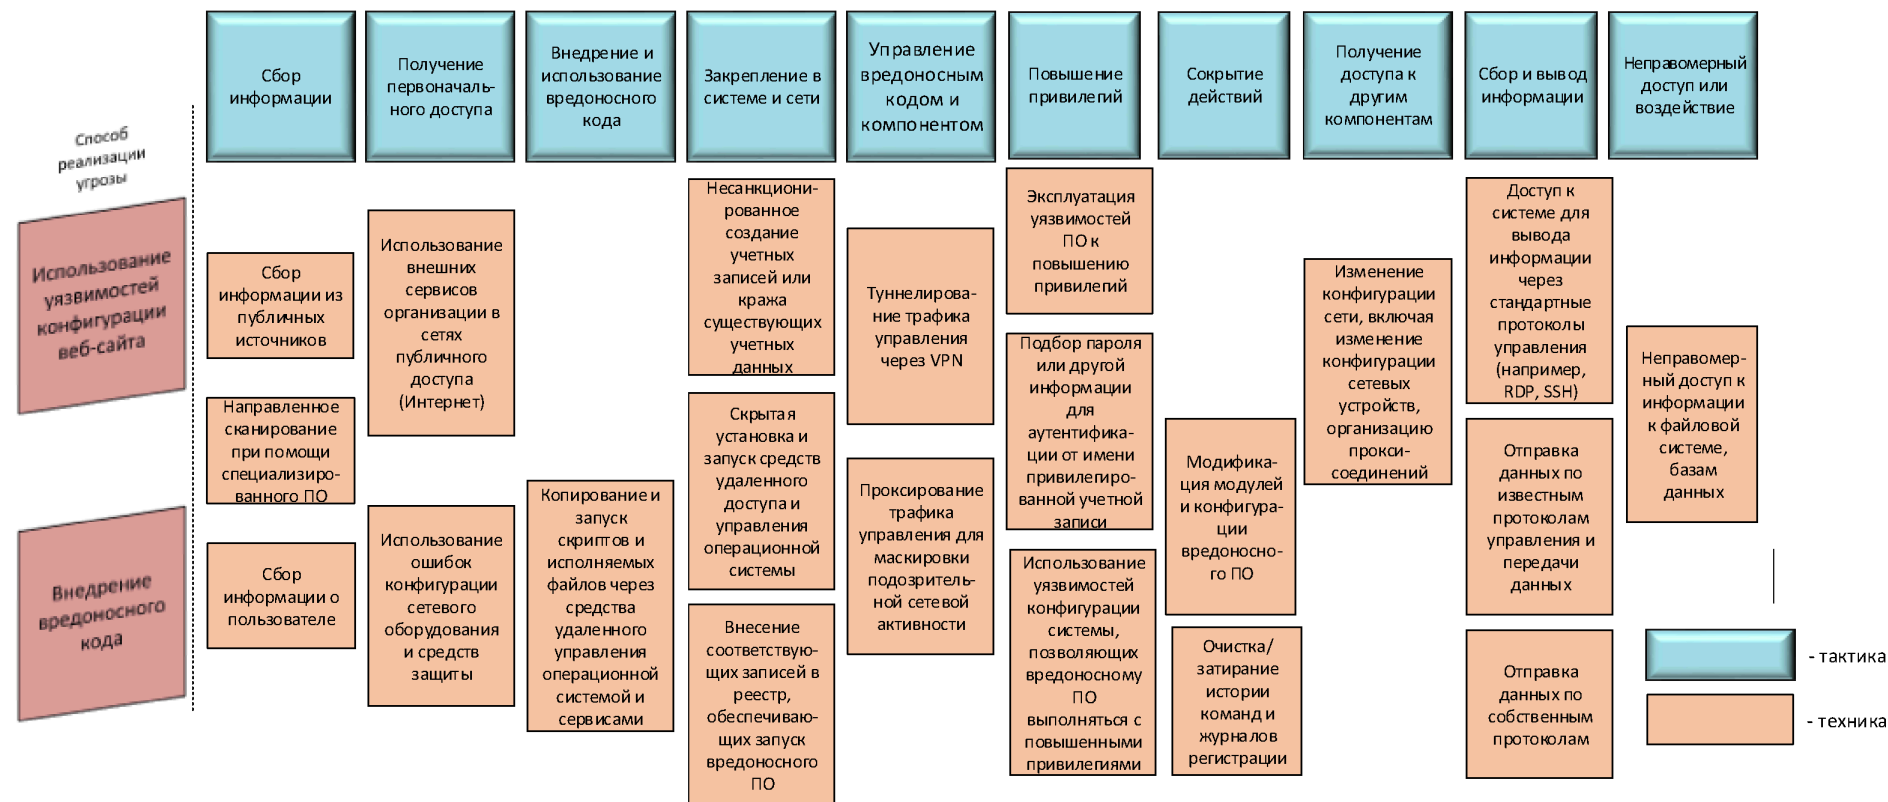 Сбор
информации
Получение
первоначаль-
ного доступа
Внедрение и
использование
вредоносного
кода
Закрепление в
системе и сети
Управление
вредоносным
кодом и
компонентом
Повышение
привилегий
Сокрытие
действий
Получение
доступа к
другим
компонентам
Сбор и вывод
информации
Неправомерный
доступ или
воздействие
Способ
реализации
угрозы
Использование
уязвимостей
конфигурации
веб-сайта
Внедрение
вредоносного
кода
Сбор
информации из
публичных
источников
Направленное
сканирование
при помощи
специализиро-
ванного ПО
Сбор
информации о
пользователе
Использование
внешних
сервисов
организации в
сетях
публичного
доступа
(Интернет)
Использование
ошибок
конфигурации
сетевого
оборудования
и средств
защиты
Копирование и
запуск
скриптов и
исполняемых
файлов через
средства
удаленного
управления
операционной
системой и
сервисами
Несанкциони-
рованное
создание
учетных
записей или
кража
существующих
учетных
данных
Скрытая
установка и
запуск средств
удаленного
доступа и
управления
операционной
системы
Внесение
соответствую-
щих записей в
реестр,
обеспечиваю-
щих запуск
вредоносного
ПО
Туннелирова-
ние трафика
управления
через VPN
Проксирование
трафика
управления для
маскировки
подозритель-
ной сетевой
активности
Эксплуатация
уязвимостей
ПО к
повышению
привилегий
Подбор пароля
или другой
информации
для
аутентифика-
ции от имени
привилегиро-
ванной учетной
записи
Использование
уязвимостей
конфигурации
системы,
позволяющих
вредоносному
ПО
выполняться с
повышенными
привилегиями
Модифика-
ция модулей
и конфигура-
ции
вредоносно-
го ПО
Очистка/
затирание
истории
команд и
журналов
регистрации
Изменение
конфигурации
сети, включая
изменение
конфигурации
сетевых
устройств,
организацию
прокси-
соединений
Доступ к
системе для
вывода
информации
через
стандартные
протоколы
управления
(например,
RDP, SSH)
Отправка
данных по
известным
протоколам
управления и
передачи
данных
Отправка
данных по
собственным
протоколам
Неправомер-
ный доступ к
информации
к файловой
системе,
базам
данных
- тактика
- техника